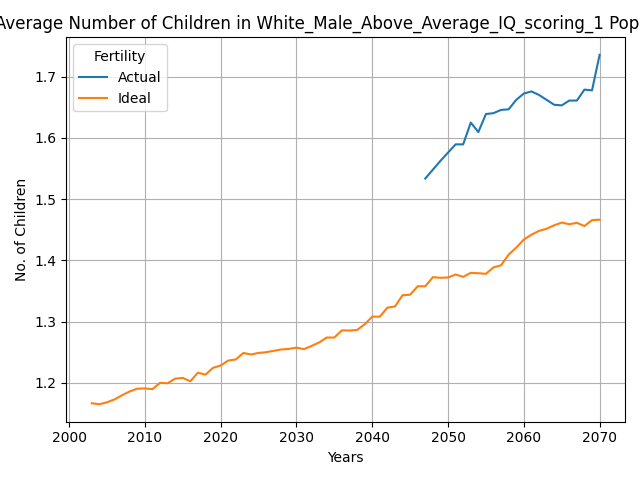 Average Number of Children in White_Male_Above_Average_IQ_scoring_1 Pop
Fertility
Actual
Ideal
1.7
1.6
1.5
1.4
1.3
1.2
No. of Children
2000 2010 2020 2030 2040 2050 2060 2070
Years